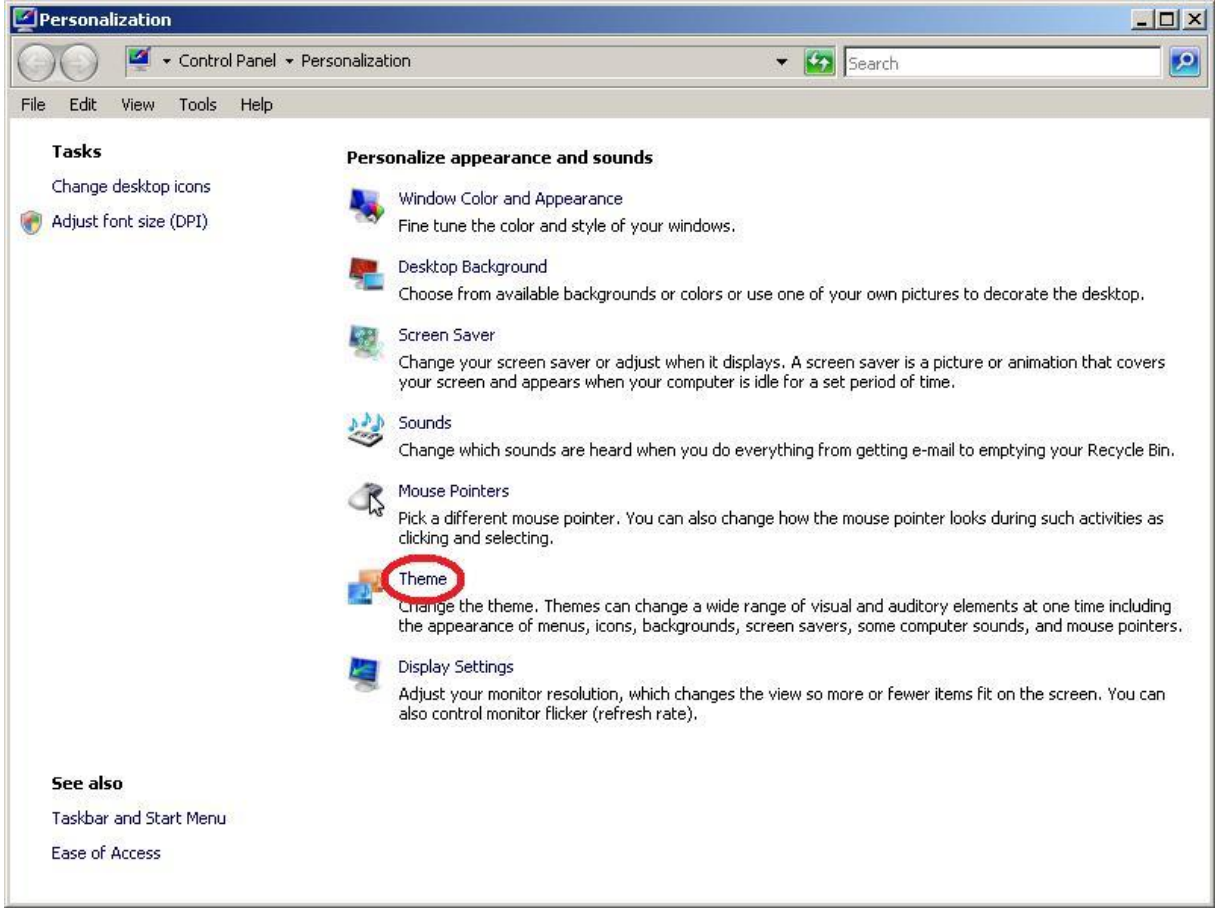 Personalization
Control Panel Personalization
Search
File Edit View Tools Help
Tasks
Change desktop icons
Adjust font size (DPI)
Personalize appearance and sounds
Window Color and Appearance
Fine tune the color and style of your windows.
Desktop Background
Choose from available backgrounds or colors or use one of your own pictures to decorate the desktop.
Screen Saver
Change your screen saver or adjust when it displays. A screen saver is a picture or animation that covers
your screen and appears when your computer is idle for a set period of time.
Sounds
Change which sounds are heard when you do everything from getting e-mail to emptying your Recycle Bin.
Mouse Pointers
Pick a different mouse pointer. You can also change how the mouse pointer looks during such activities as
clicking and selecting.
Theme
Change the theme. Themes can change a wide range of visual and auditory elements at one time including
the appearance of menus, icons, backgrounds, screen savers, some computer sounds, and mouse pointers.
Display Settings
Adjust your monitor resolution, which changes the view so more or fewer items fit on the screen. You can
also control monitor flicker (refresh rate).
See also
Taskbar and Start Menu
Ease of Access